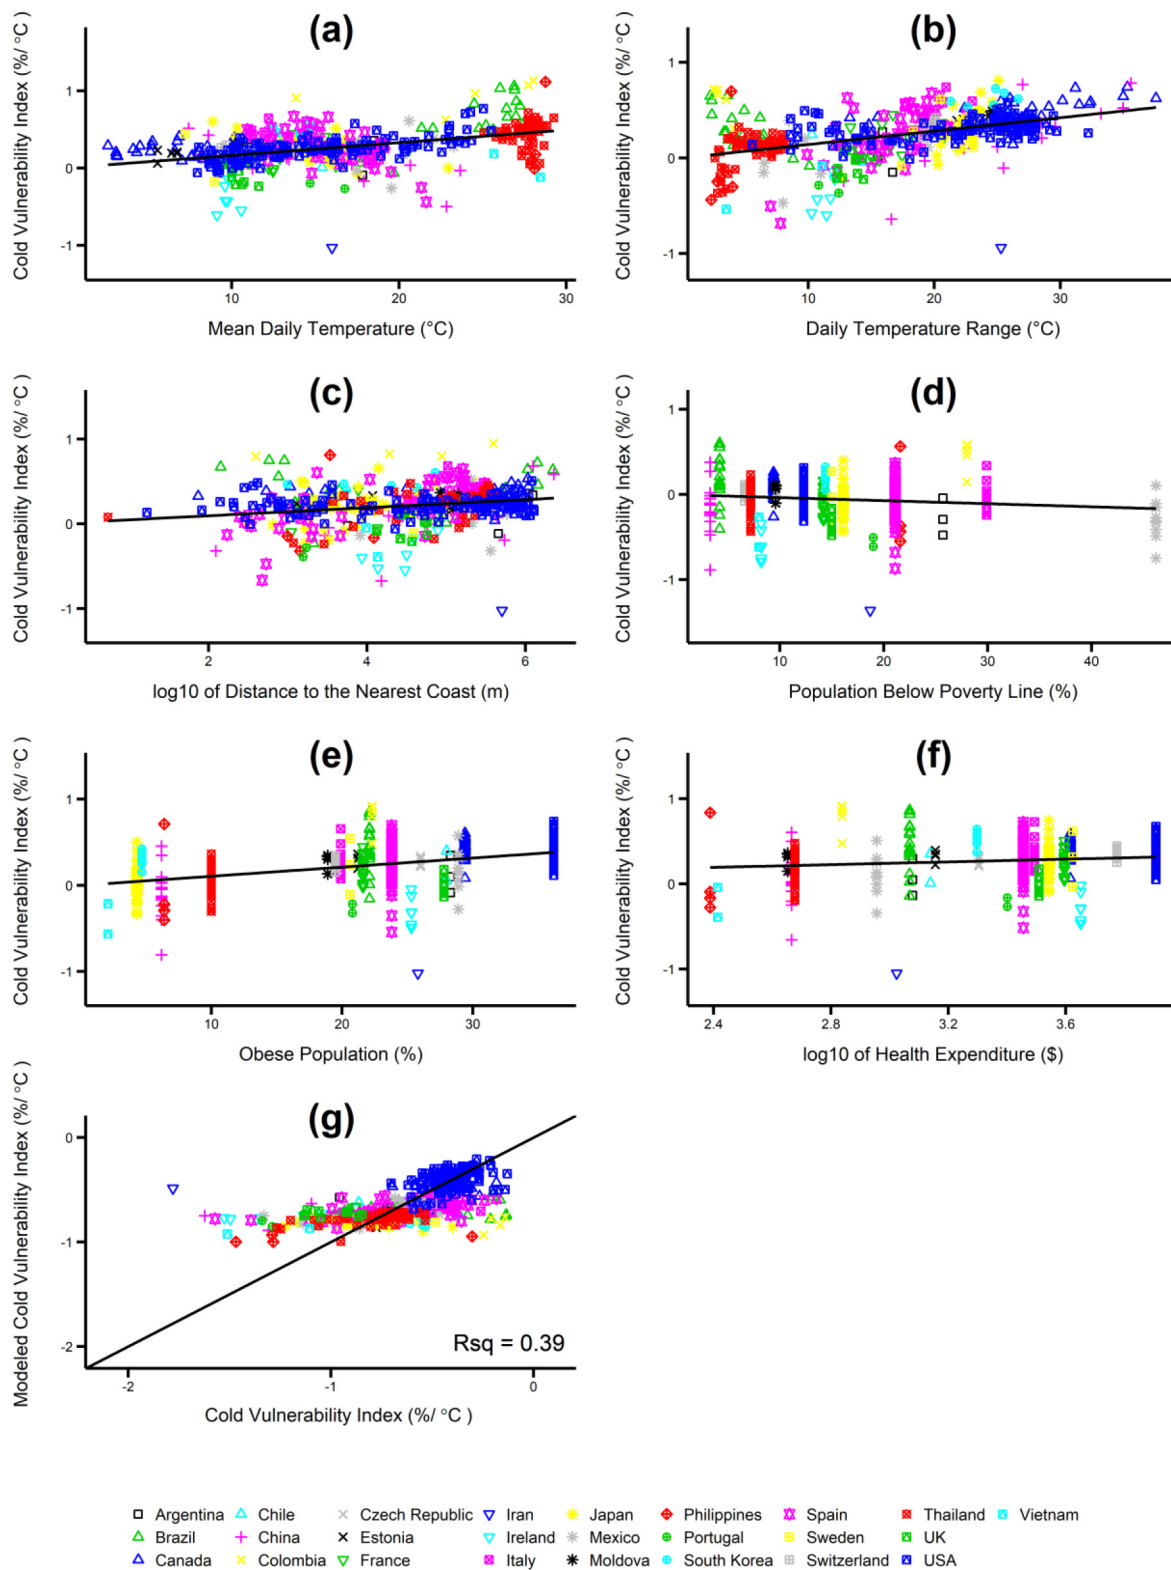 (a)
Cold Vulnerability Index (%/ °C)
1
0
-1
10
20
30
Mean Daily Temperature (°C)
(b)
Cold Vulnerability Index (%/ °C)
1
0
-1
10
20
30
Daily Temperature Range (°C)
(c)
Cold Vulnerability Index (%/ °C)
1
0
-1
2
4
6
log10 of Distance to the Nearest Coast (m)
(d)
Cold Vulnerability Index (%/ °C)
1
0
-1
10
20
30
40
Population Below Poverty Line (%)
(e)
Cold Vulnerability Index (%/ °C)
1
0
-1
10
20
30
Obese Population (%)
(f)
Cold Vulnerability Index (%/ °C)
1
0
-1
2.4
2.8
3.2
3.6
log10 of Health Expenditure ($)
(g)
Modeled Cold Vulnerability Index (%/ °C)
0
-1
-2
Rsq = 0.39
-2
-1
0
Cold Vulnerability Index (%/ °C )
Argentina Chile Czech Republic Iran Japan Philippines Spain Thailand Vietnam
Brazil China Estonia Ireland Mexico Portugal Sweden UK
Canada Colombia France Italy Moldova South Korea Switzerland USA